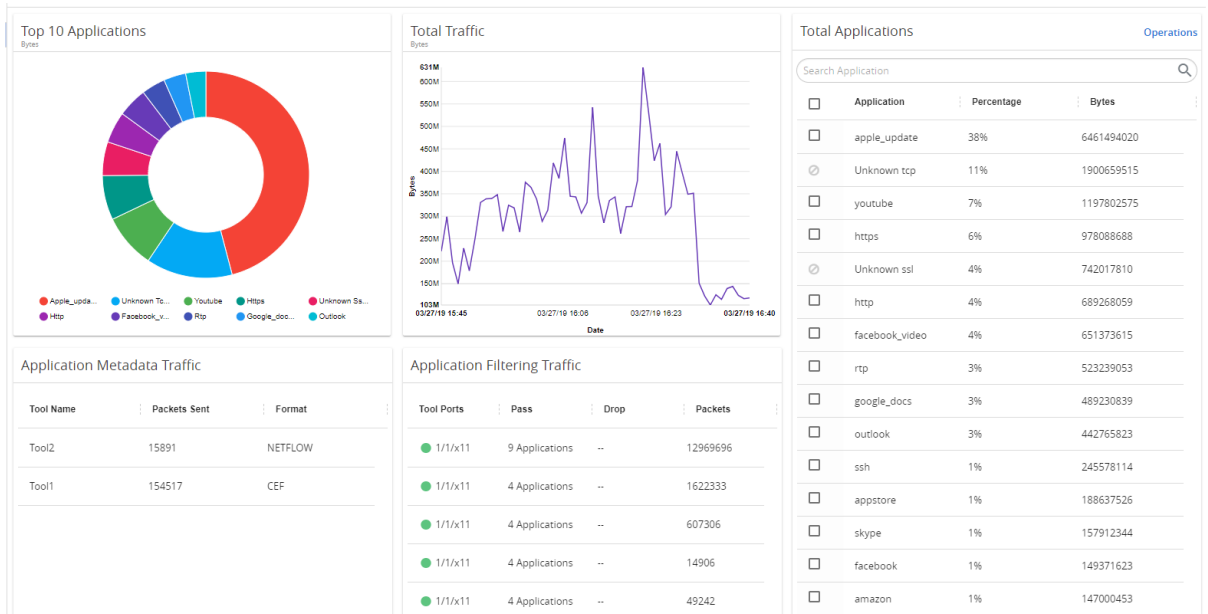 Top 10 Applications
Bytes
Apple_upda... Unknown Tc... Youtube Https Unknown Ss...
Http Facebook_v... Rtp Google_doc... Outlook
Total Traffic
Bytes
631M
600M
550M
500M
450M
400M
350M
300M
250M
200M
150M
103M
Bytes
03/27/19 15:45 03/27/19 16:06 03/27/19 16:23 03/27/19 16:40
Date
Total Applications Operations
Search Application
Application Percentage Bytes
apple_update 38% 6461494020
Unknown tcp 11% 1900659515
youtube 7% 1197802575
https 6% 978088688
Unknown ssl 4% 742017810
http 4% 689268059
facebook_video 4% 651373615
rtp 3% 523239053
google_docs 3% 489230839
outlook 3% 442765823
ssh 1% 245578114
appstore 1% 188637526
skype 1% 157912344
facebook 1% 149371623
amazon 1% 147000453
Application Metadata Traffic
Tool Name Packets Sent Format
Tool2 15891 NETFLOW
Tool1 154517 CEF
Application Filtering Traffic
Tool Ports Pass Drop Packets
1/1/x11 9 Applications -- 12969696
1/1/x11 4 Applications -- 1622333
1/1/x11 4 Applications -- 607306
1/1/x11 4 Applications -- 14906
1/1/x11 4 Applications -- 49242